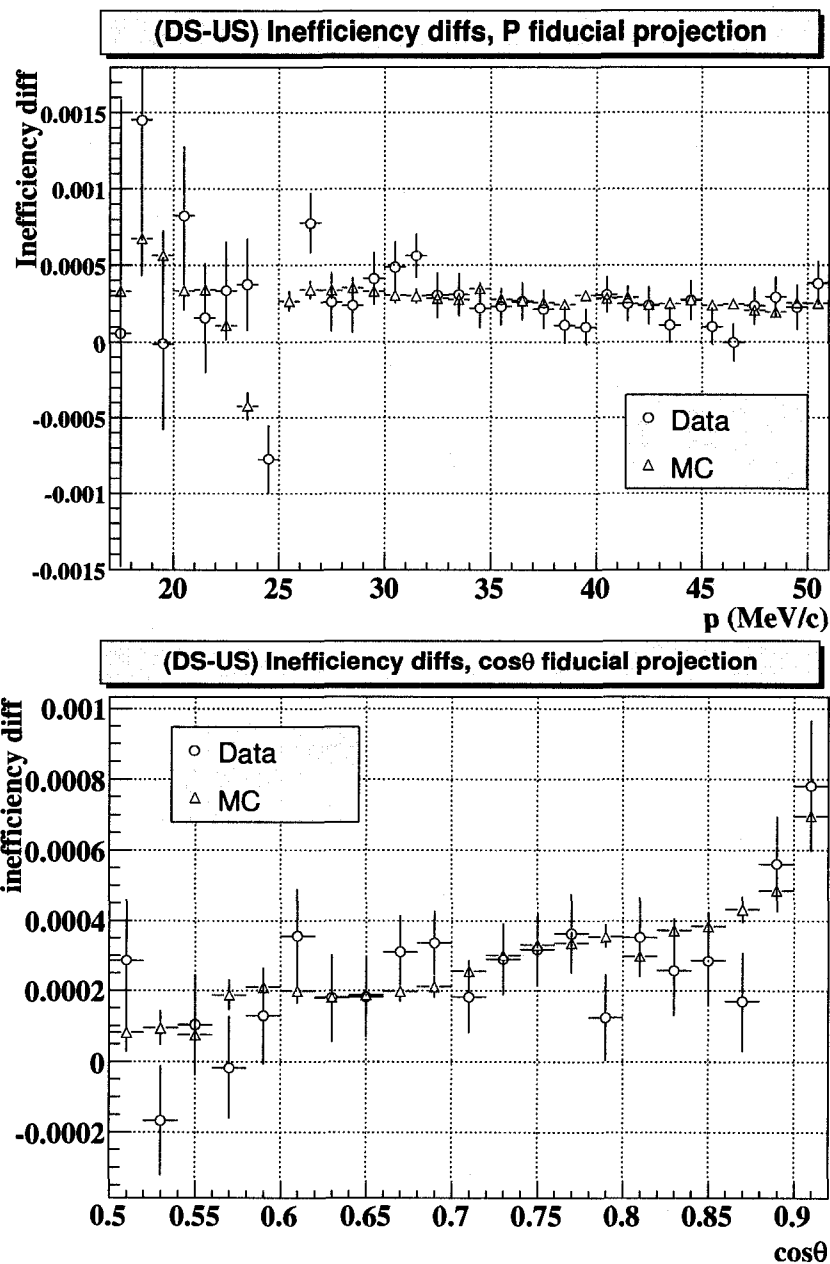 (DS-US) Inefficiency diffs, P fiducial projection
Inefficiency diff
0.0015
0.001
0.0005
0
-0.0005
-0.001
-0.0015
Data
MC
20 25 30 35 40 45 50
p (MeV/c)
(DS-US) Inefficiency diffs, cosθ fiducial projection
inefficiency diff
0.001
0.0008
0.0006
0.0004
0.0002
0
-0.0002
Data
MC
0.5 0.55 0.6 0.65 0.7 0.75 0.8 0.85 0.9
cosθ